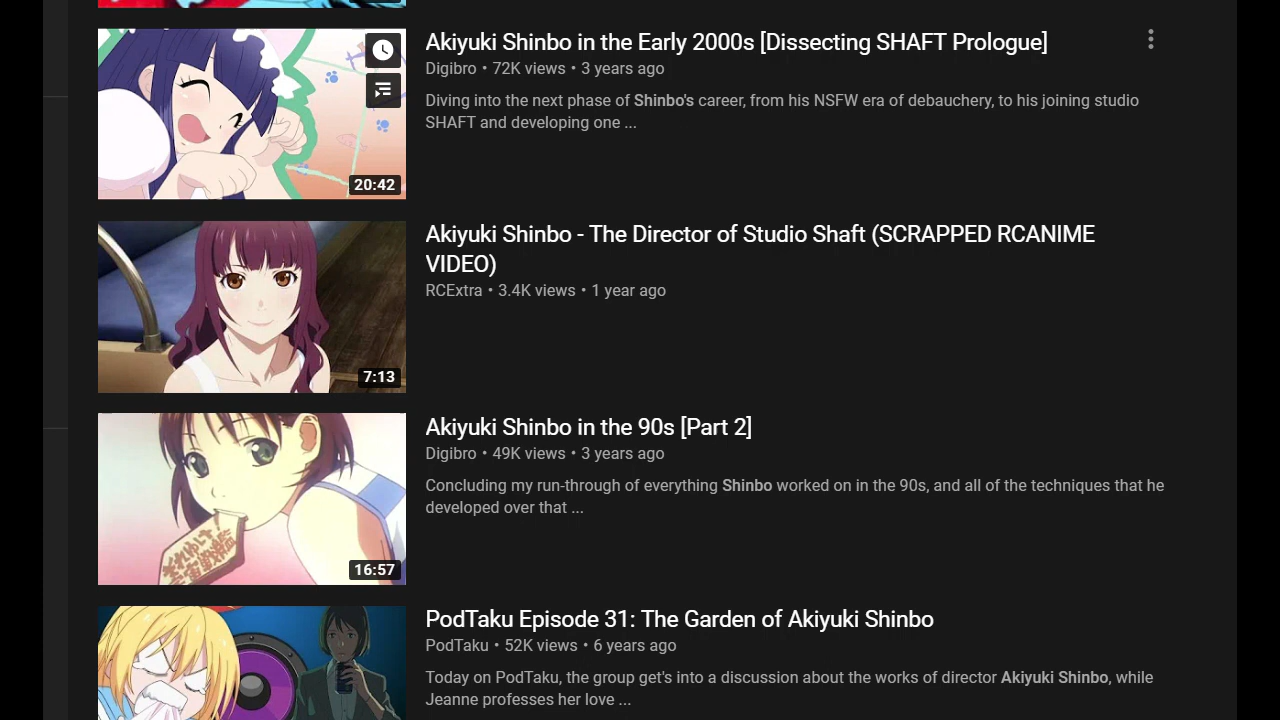 Akiyuki Shinbo in the Early 2000s [Dissecting SHAFT Prologue]
Digibro • 72K views • 3 years ago
Diving into the next phase of Shinbo's career, from his NSFW era of debauchery, to his joining studio
SHAFT and developing one ...
20:42
Akiyuki Shinbo - The Director of Studio Shaft (SCRAPPED RCANIME
VIDEO)
RCExtra • 3.4K views • 1 year ago
7:13
Akiyuki Shinbo in the 90s [Part 2]
Digibro • 49K views • 3 years ago
Concluding my run-through of everything Shinbo worked on in the 90s, and all of the techniques that he
developed over that ...
16:57
PodTaku Episode 31: The Garden of Akiyuki Shinbo
PodTaku • 52K views • 6 years ago
Today on PodTaku, the group get's into a discussion about the works of director Akiyuki Shinbo, while
Jeanne professes her love ...